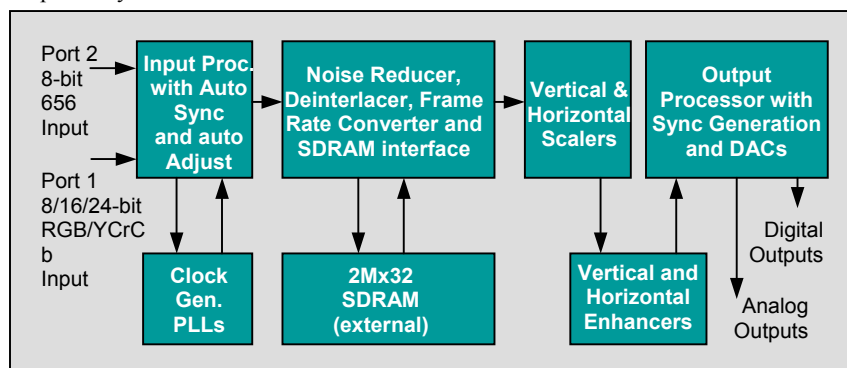 Port 2
8-bit
656
Input
Port 1
8/16/24-bit
RGB/YCrC
b
Input
Input Proc.
with Auto
Sync
and auto
Adjust
Noise Reducer,
Deinterlacer, Frame
Rate Converter and
SDRAM interface
Vertical &
Horizontal
Scalers
Output
Processor with
Sync Generation
and DACs
Clock
Gen.
PLLs
2Mx32
SDRAM
(external)
Vertical and
Horizontal
Enhancers
Digital
Outputs
Analog
Outputs